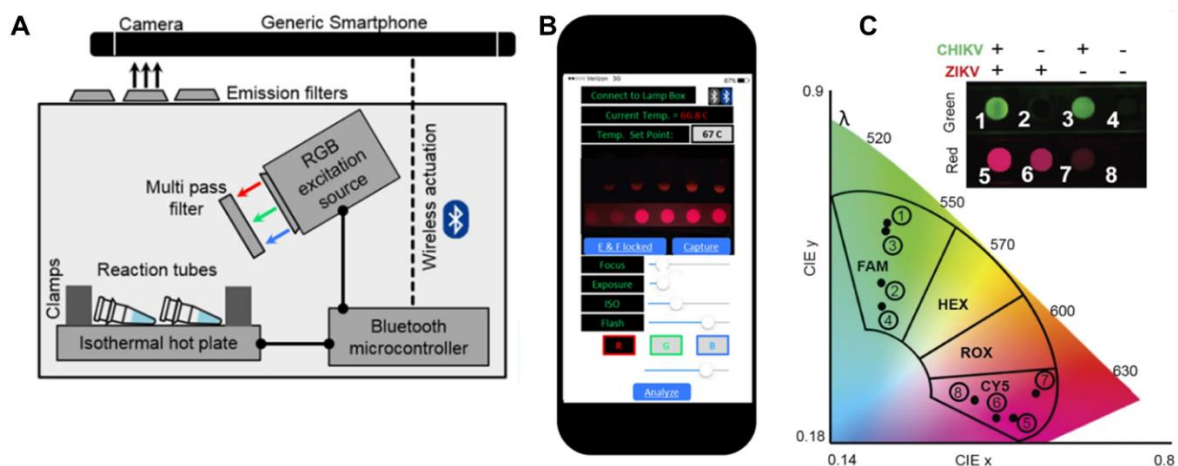 A
Camera
Generic Smartphone
Emission filters
RGB
excitation
source
Multi pass
filter
Wireless actuation
Clamps
Reaction tubes
Isothermal hot plate
Bluetooth
microcontroller
B
Verizon 3G
67%
Connect to Lamp Box
Current Temp. = 66.8 C
Temp. Set Point:
67 C
E & F locked
Capture
Focus
Exposure
ISO
Flash
R
G
B
Analyze
C
CHIKV + - + -
ZIKV + + - -
Green
1 2 3 4
Red
5 6 7 8
0.9
λ
520
550
570
600
630
CIE y
1
3
FAM
2
4
HEX
ROX
CY5
8
6
7
5
0.18
0.14
CIE x
0.8